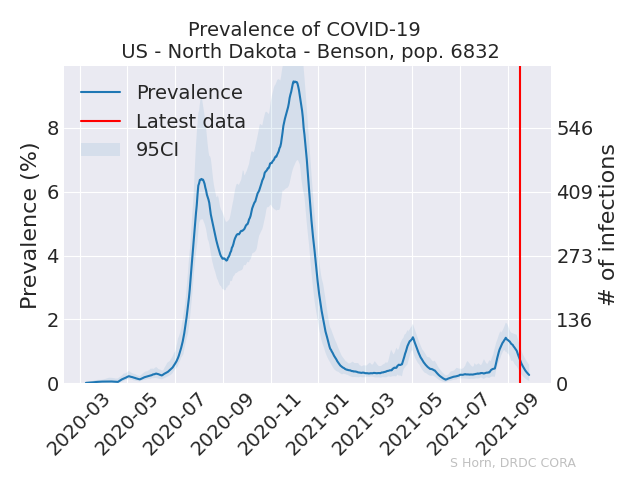 Prevalence of COVID-19
US - North Dakota - Benson, pop. 6832
Prevalence
Latest data
95CI
Prevalence (%)
0
2
4
6
8
# of infections
0
136
273
409
546
2020-03
2020-05
2020-07
2020-09
2020-11
2021-01
2021-03
2021-05
2021-07
2021-09
S Horn, DRDC CORA